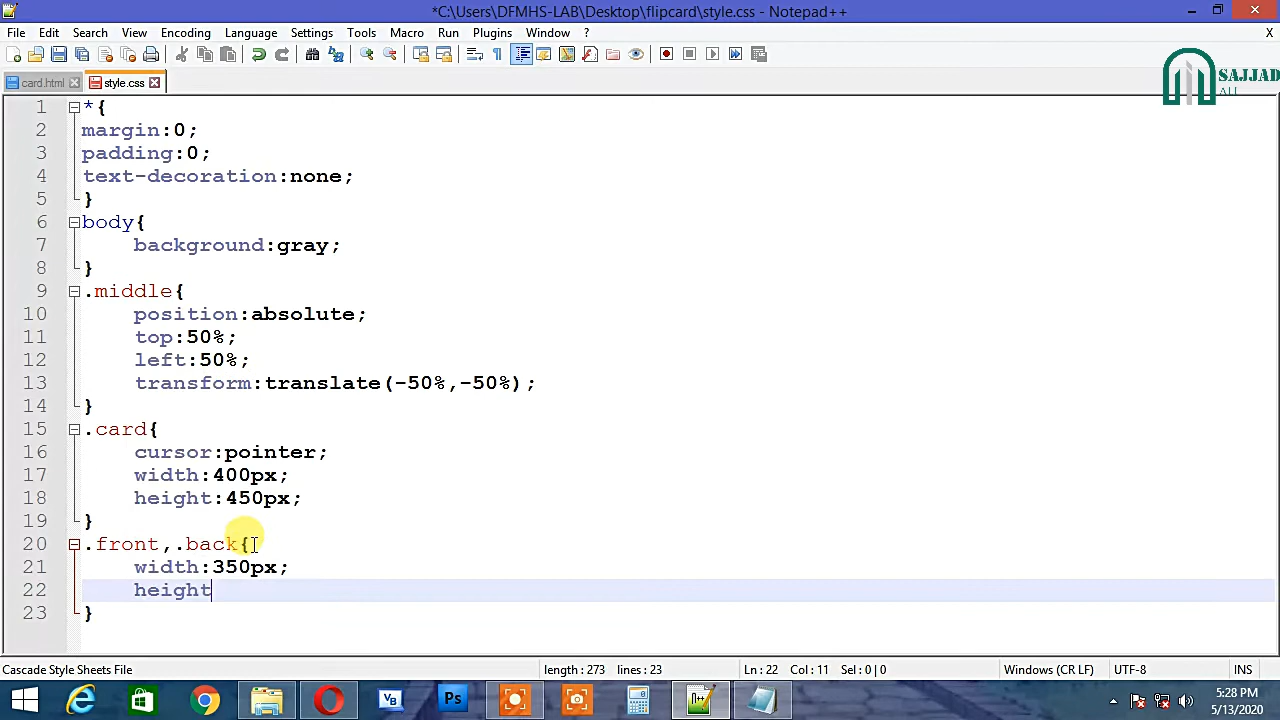 *C:\Users\DFMHS-LAB\Desktop\flipcard\style.css - Notepad++
File Edit Search View Encoding Language Settings Tools Macro Run Plugins Window ? X
card.html style.css
SAJJAD
ALI
1 *{
2 margin:0;
3 padding:0;
4 text-decoration:none;
5 }
6 body{
7 background:gray;
8 }
9 .middle{
10 position:absolute;
11 top:50%;
12 left:50%;
13 transform:translate(-50%,-50%);
14 }
15 .card{
16 cursor:pointer;
17 width:400px;
18 height:450px;
19 }
20 .front,.back{
21 width:350px;
22 height
23 }
Cascade Style Sheets File length : 273 lines : 23 Ln : 22 Col : 11 Sel : 0 | 0 Windows (CR LF) UTF-8 INS
VB Ps 5:28 PM
5/13/2020